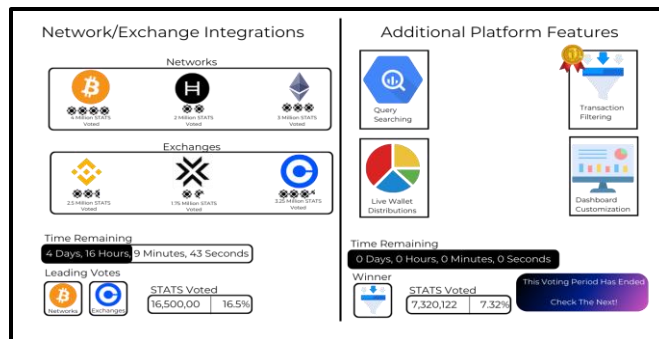 Network/Exchange Integrations
Networks
4 Million STATS
Voted
2 Million STATS
Voted
3 Million STATS
Voted
Exchanges
2.5 Million STATS
Voted
1.75 Million STATS
Voted
3.25 Million STATS
Voted
Time Remaining
4 Days, 16 Hours, 9 Minutes, 43 Seconds
Leading Votes
Networks
Exchanges
STATS Voted
16,500,00 16.5%
Additional Platform Features
Query
Searching
1
Transaction
Filtering
Live Wallet
Distributions
Dashboard
Customization
Time Remaining
0 Days, 0 Hours, 0 Minutes, 0 Seconds
Winner
STATS Voted
7,320,122 7.32%
This Voting Period Has Ended
Check The Next!